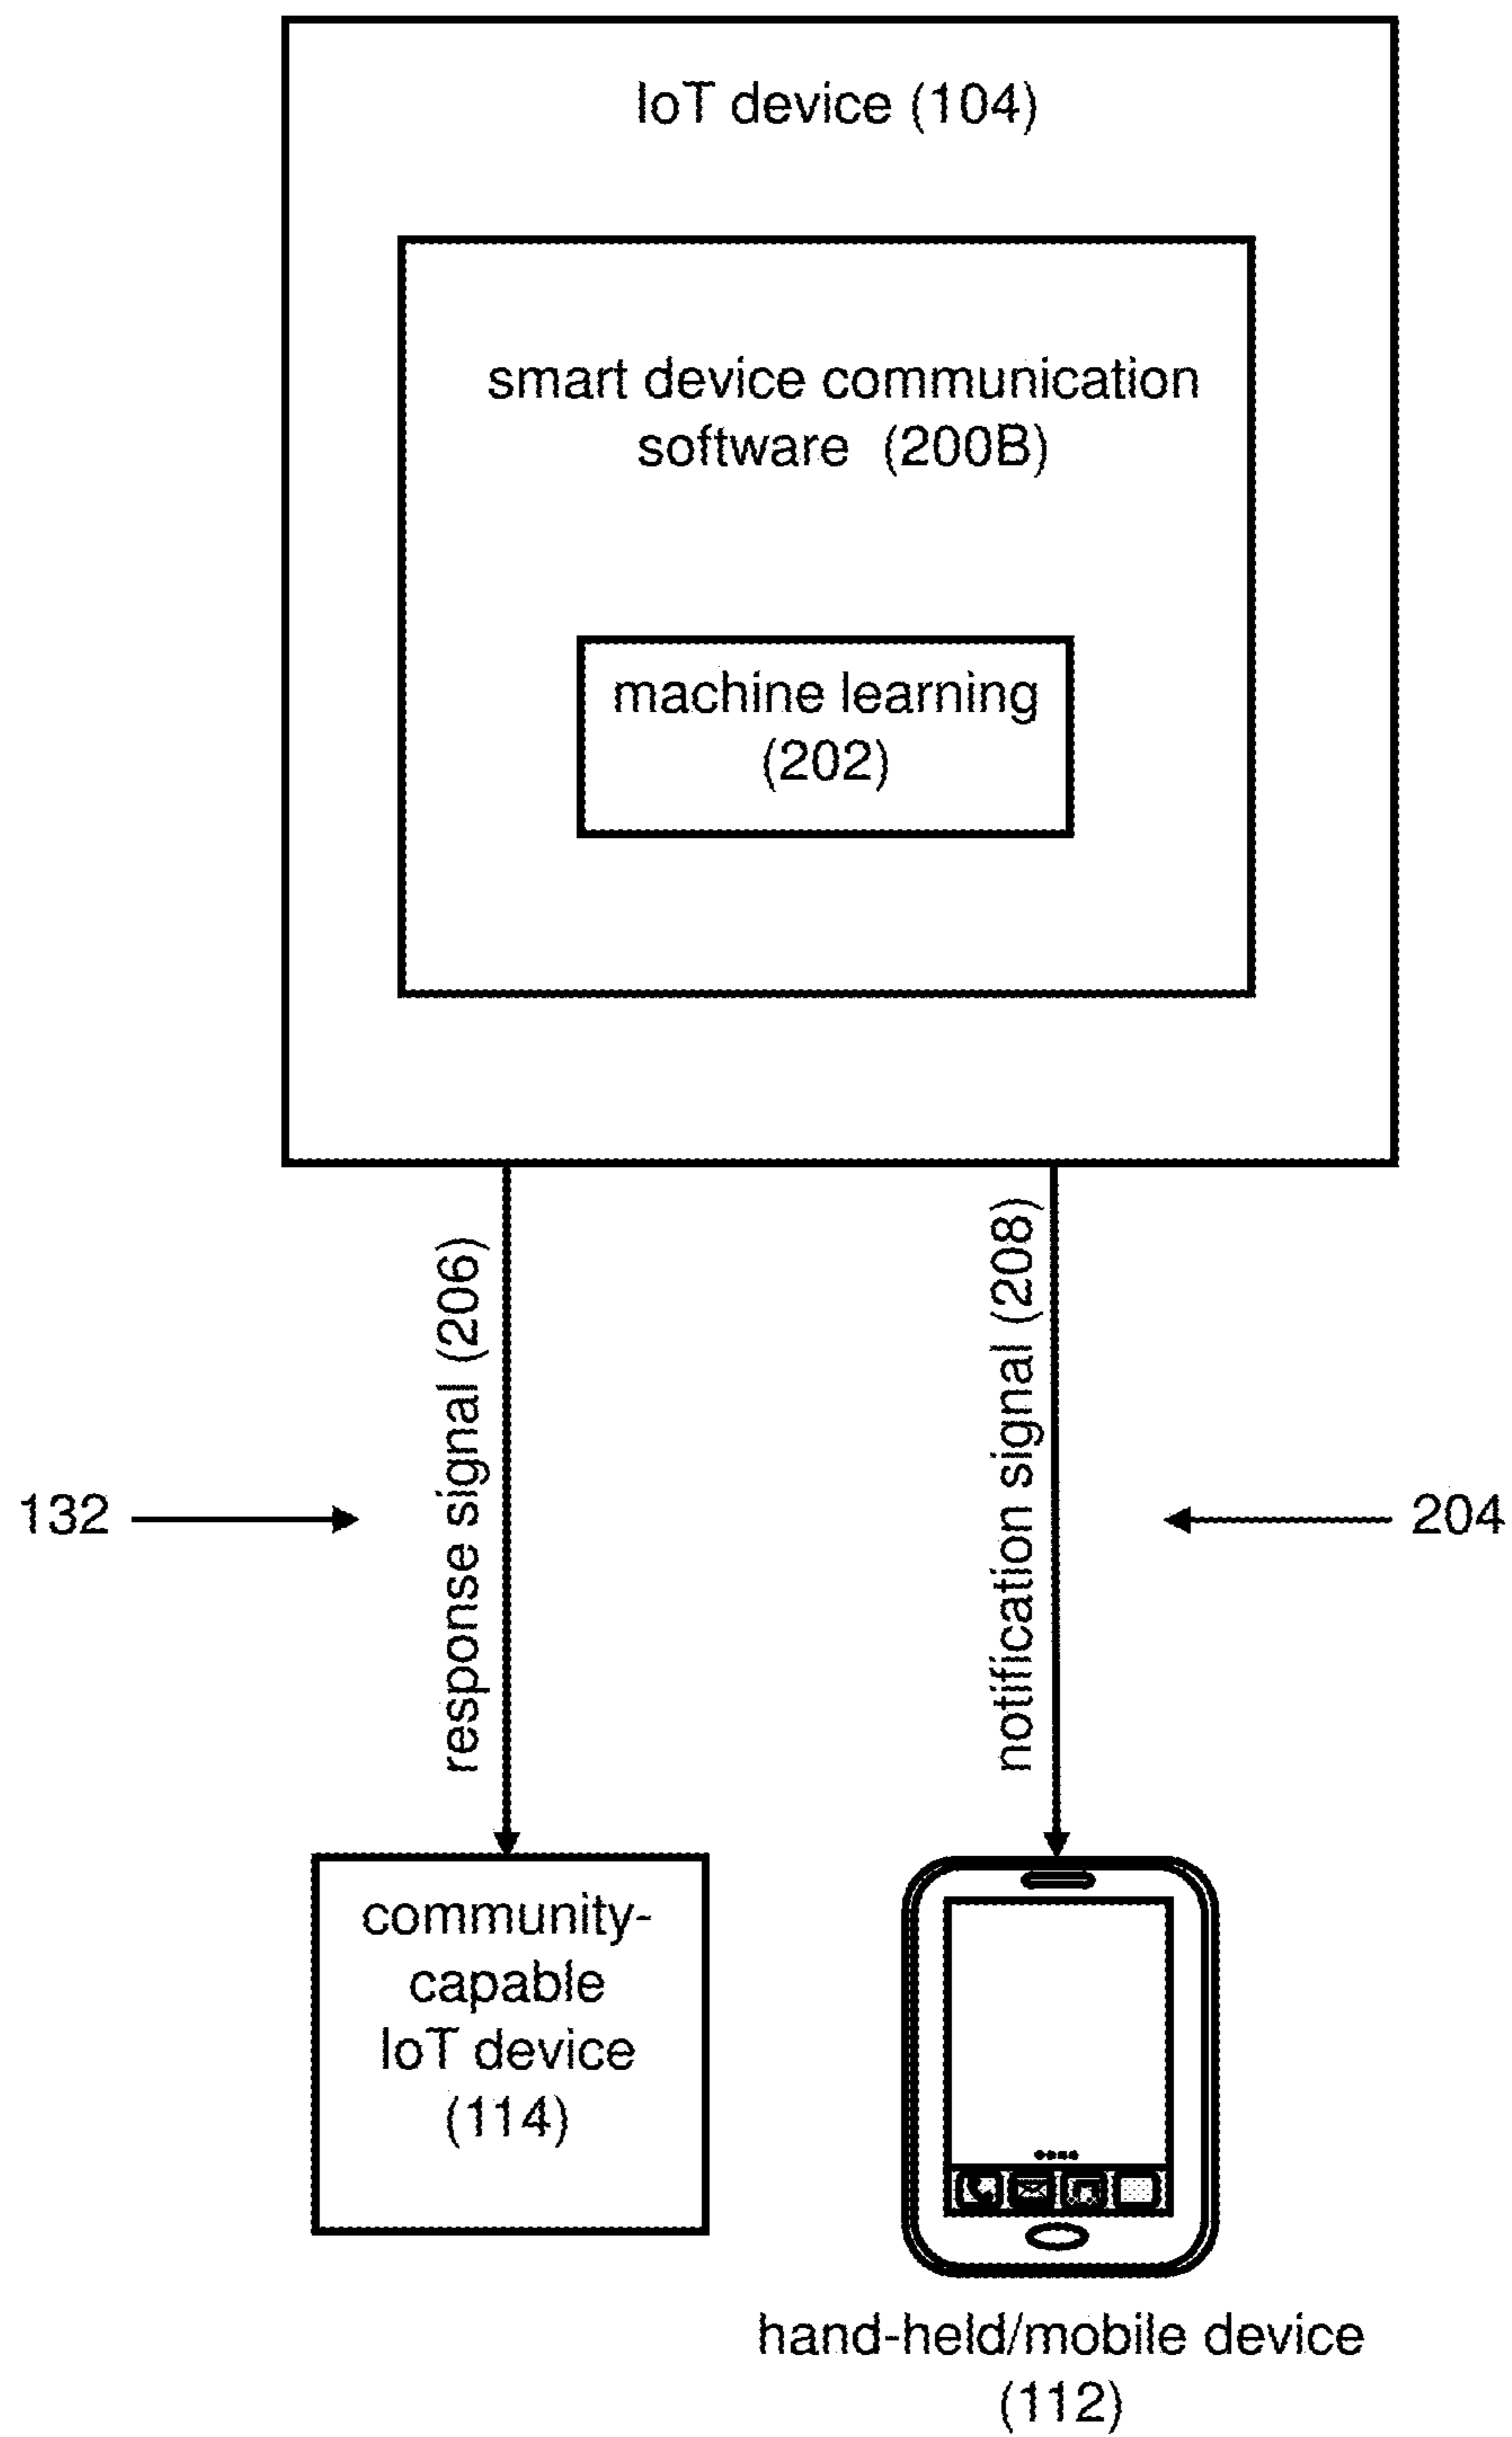 IoT device (104)
smart device communication
software (200B)
machine learning
(202)
response signal (206)
notification signal (208)
132
204
community-
capable
IoT device
(114)
hand-held/mobile device
(112)